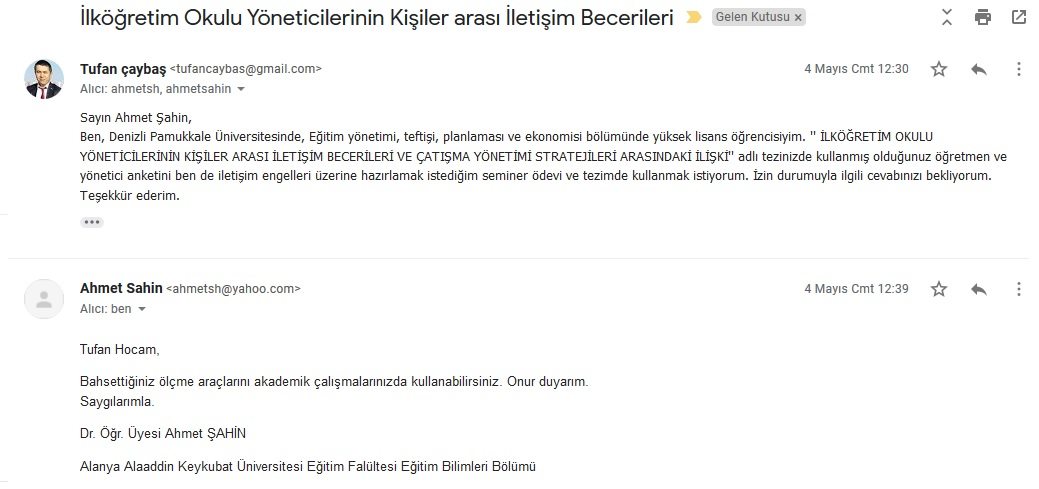 İlköğretim Okulu Yöneticilerinin Kişiler arası İletişim Becerileri Gelen Kutusu ×
Tufan çaybaş <tufancaybas@gmail.com> 4 Mayıs Cmt 12:30
Alıcı: ahmetsh, ahmetsahin
Sayın Ahmet Şahin,
Ben, Denizli Pamukkale Üniversitesinde, Eğitim yönetimi, teftişi, planlaması ve ekonomisi bölümünde yüksek lisans öğrencisiyim. " İLKÖĞRETİM OKULU
YÖNETİCİLERİNİN KİŞİLER ARASI İLETİŞİM BECERİLERİ VE ÇATIŞMA YÖNETİMİ STRATEJİLERİ ARASINDAKİ İLİŞKİ" adlı tezinizde kullanmış olduğunuz öğretmen ve
yönetici anketini ben de iletişim engelleri üzerine hazırlamak istediğim seminer ödevi ve tezimde kullanmak istiyorum. İzin durumuyla ilgili cevabınızı bekliyorum.
Teşekkür ederim.
Ahmet Sahin <ahmetsh@yahoo.com> 4 Mayıs Cmt 12:39
Alıcı: ben
Tufan Hocam,
Bahsettiğiniz ölçme araçlarını akademik çalışmalarınızda kullanabilirsiniz. Onur duyarım.
Saygılarımla.
Dr. Öğr. Üyesi Ahmet ŞAHİN
Alanya Alaaddin Keykubat Üniversitesi Eğitim Falültesi Eğitim Bilimleri Bölümü